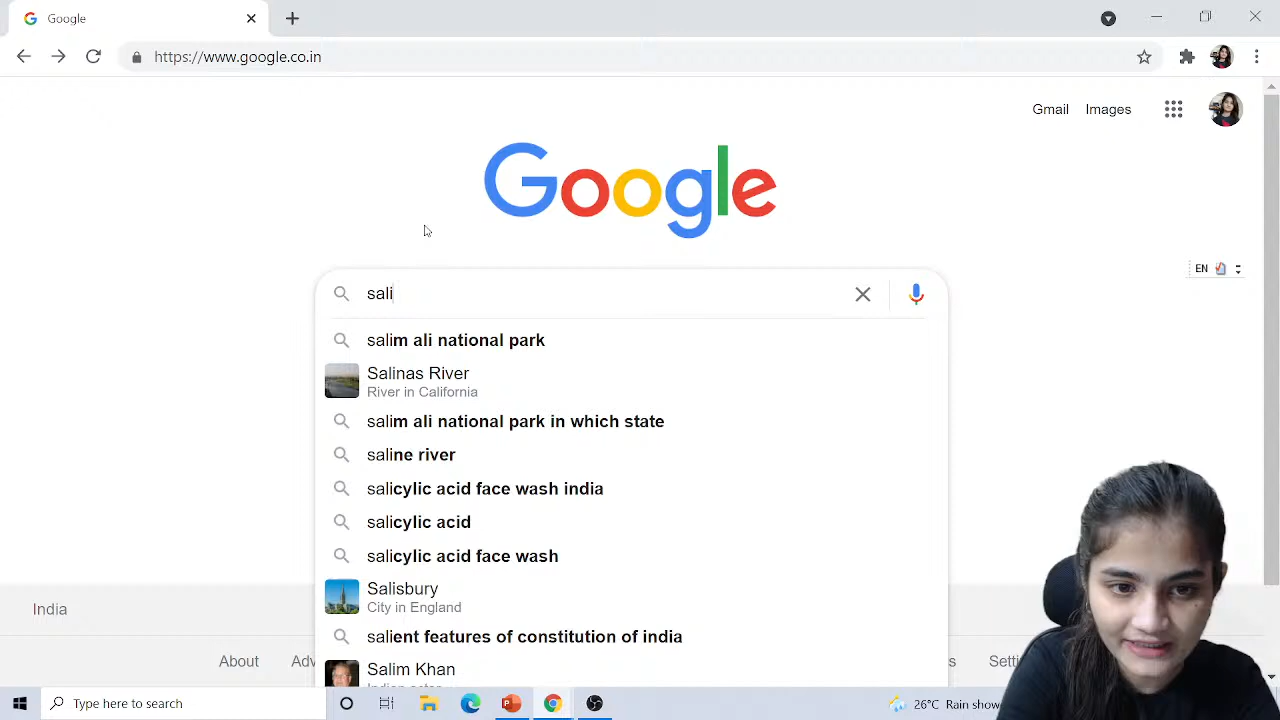 Google
https://www.google.co.in
Gmail Images
Google
EN
sali
salim ali national park
Salinas River
River in California
salim ali national park in which state
saline river
salicylic acid face wash india
salicylic acid
salicylic acid face wash
Salisbury
City in England
salient features of constitution of india
Salim Khan
India
About
Type here to search
26°C Rain show